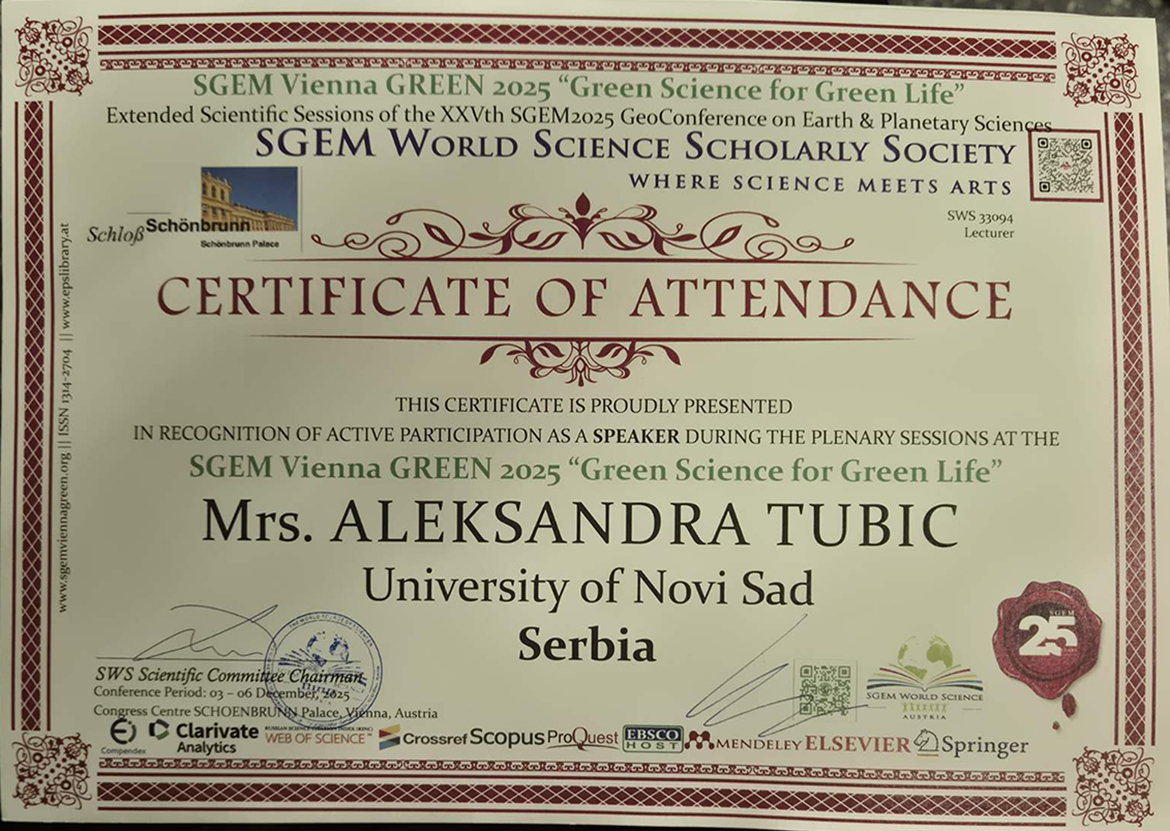 SGEM Vienna GREEN 2025 “Green Science for Green Life”
Extended Scientific Sessions of the XXVth SGEM2025 GeoConference on Earth & Planetary Sciences
SGEM WORLD SCIENCE SCHOLARLY SOCIETY
WHERE SCIENCE MEETS ARTS
Schloß Schönbrunn
Schönbrunn Palace
SWS 33094
Lecturer
CERTIFICATE OF ATTENDANCE
THIS CERTIFICATE IS PROUDLY PRESENTED
IN RECOGNITION OF ACTIVE PARTICIPATION AS A SPEAKER DURING THE PLENARY SESSIONS AT THE
SGEM Vienna GREEN 2025 “Green Science for Green Life”
Mrs. ALEKSANDRA TUBIC
University of Novi Sad
Serbia
www.sgemviennagreen.org || ISSN 1314-2704 || www.epslibrary.at
SWS Scientific Committee Chairman
Conference Period: 03 – 06 December, 2025
Congress Centre SCHOENBRUNN Palace, Vienna, Austria
SGEM
25
SGEM WORLD SCIENCE
AUSTRIA
Compendex
Clarivate
Analytics
RUSSIAN SCIENCE CITATION INDEX (RSCI)
WEB OF SCIENCE™
Crossref
Scopus
ProQuest
EBSCO
HOST
MENDELEY
ELSEVIER
Springer